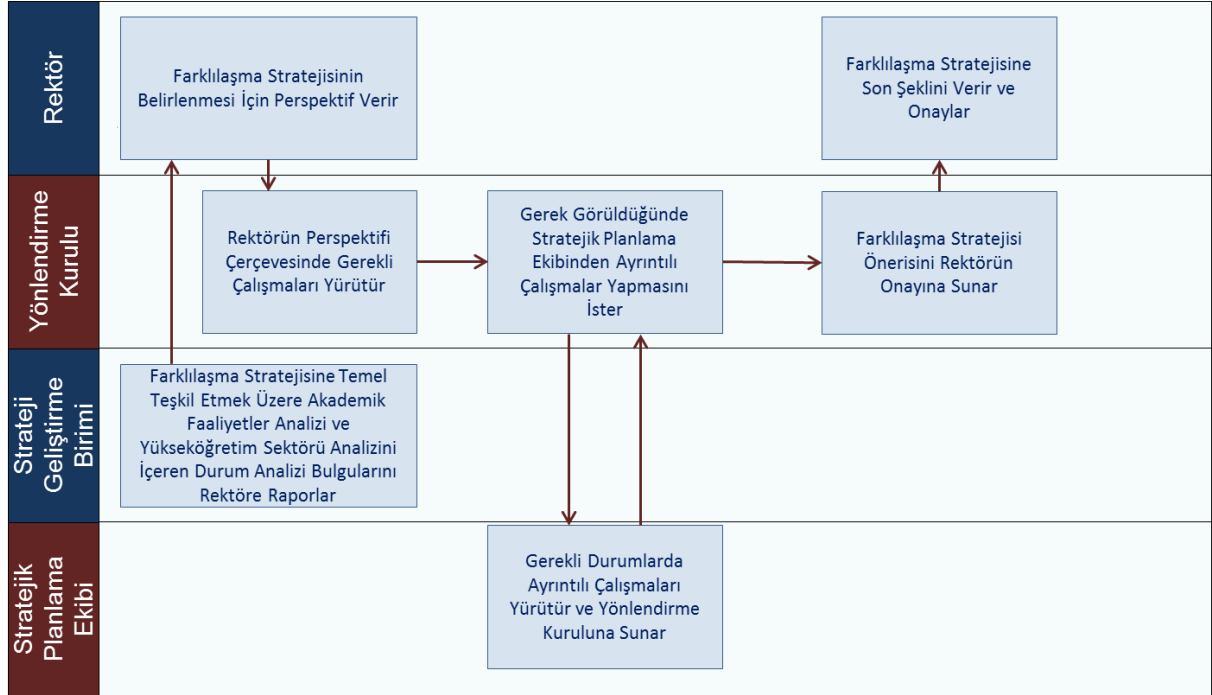 Rektör
Farklılaşma Stratejisinin
Belirlenmesi İçin Perspektif Verir
Farklılaşma Stratejisine
Son Şeklini Verir ve
Onaylar
Yönlendirme
Kurulu
Rektörün Perspektifi
Çerçevesinde Gerekli
Çalışmaları Yürütür
Gerek Görüldüğünde
Stratejik Planlama
Ekibinden Ayrıntılı
Çalışmalar Yapmasını
İster
Farklılaşma Stratejisi
Önerisini Rektörün
Onayına Sunar
Strateji
Geliştirme
Birimi
Farklılaşma Stratejisine Temel
Teşkil Etmek Üzere Akademik
Faaliyetler Analizi ve
Yükseköğretim Sektörü Analizini
İçeren Durum Analizi Bulgularını
Rektöre Raporlar
Stratejik
Planlama
Ekibi
Gerekli Durumlarda
Ayrıntılı Çalışmaları
Yürütür ve Yönlendirme
Kuruluna Sunar